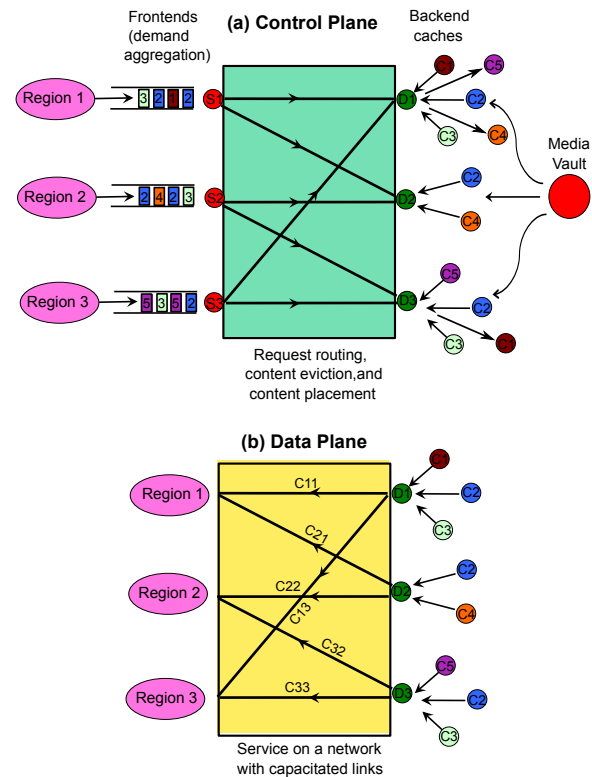 (a) Control Plane
Frontends
(demand
aggregation)
Backend
caches
Region 1
3 2 1 2
S1
D1
C1
C5
C2
C4
C3
Media
Vault
Region 2
2 4 2 3
S2
D2
C2
C4
Region 3
5 3 5 2
S3
D3
C5
C2
C3
C1
Request routing,
content eviction,and
content placement
(b) Data Plane
Region 1
C11
D1
C1
C2
C3
C21
Region 2
C22
C13
D2
C2
C4
C32
Region 3
C33
D3
C5
C2
C3
Service on a network
with capacitated links